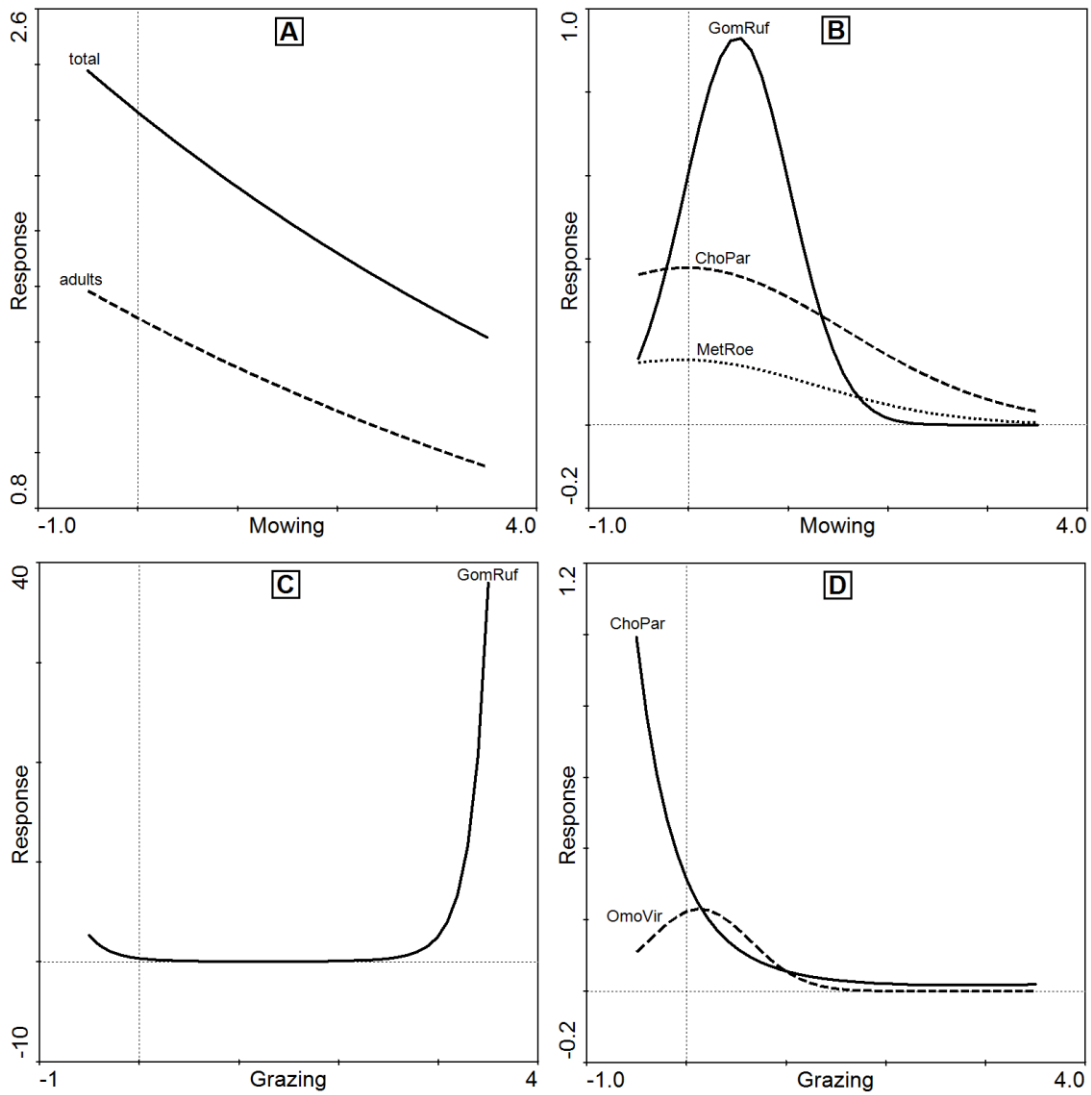 A
2.6
total
Response
adults
0.8
-1.0
Mowing
4.0
B
1.0
GomRuf
Response
ChoPar
MetRoe
-0.2
-1.0
Mowing
4.0
C
40
GomRuf
Response
-10
-1
Grazing
4
D
1.2
ChoPar
Response
OmoVir
-0.2
-1.0
Grazing
4.0